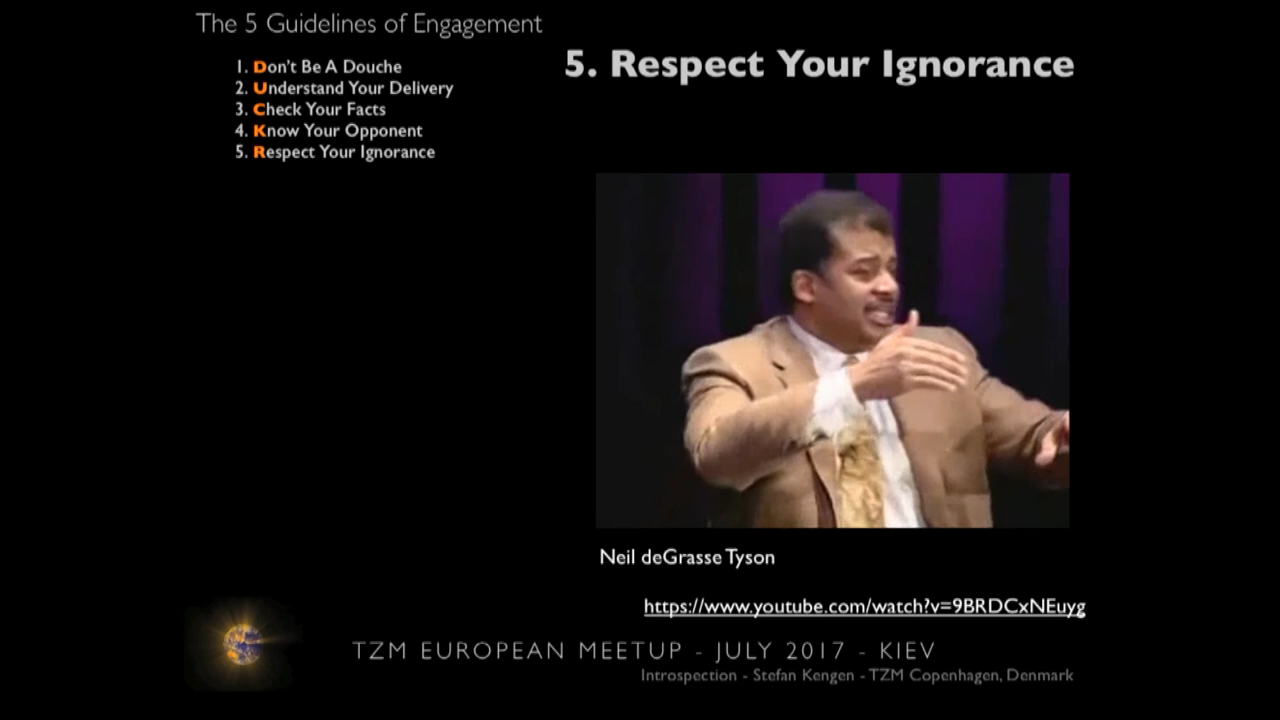 The 5 Guidelines of Engagement
1. Don't Be A Douche
2. Understand Your Delivery
3. Check Your Facts
4. Know Your Opponent
5. Respect Your Ignorance
5. Respect Your Ignorance
Neil deGrasse Tyson
https://www.youtube.com/watch?v=9BRDCxNEuyg
TZM EUROPEAN MEETUP - JULY 2017 - KIEV
Introspection - Stefan Kengen - TZM Copenhagen, Denmark